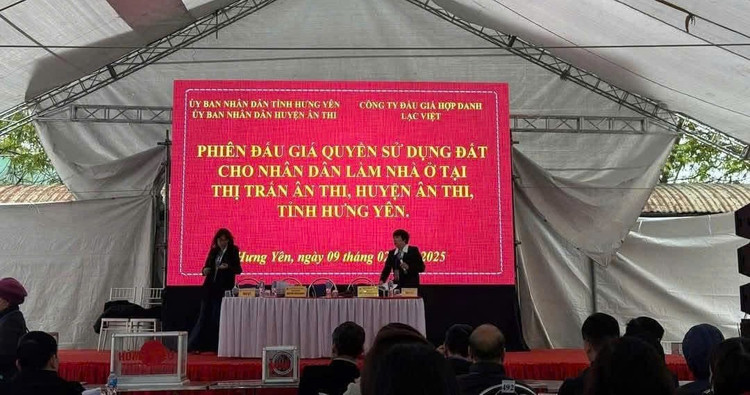 ỦY BAN NHÂN DÂN TỈNH HƯNG YÊN
ỦY BAN NHÂN DÂN HUYỆN ÂN THI
CÔNG TY ĐẤU GIÁ HỢP DANH
LẠC VIỆT
PHIÊN ĐẤU GIÁ QUYỀN SỬ DỤNG ĐẤT
CHO NHÂN DÂN LÀM NHÀ Ở TẠI
THỊ TRẤN ÂN THI, HUYỆN ÂN THI,
TỈNH HƯNG YÊN.
Hưng Yên, ngày 09 tháng 02 2025
492